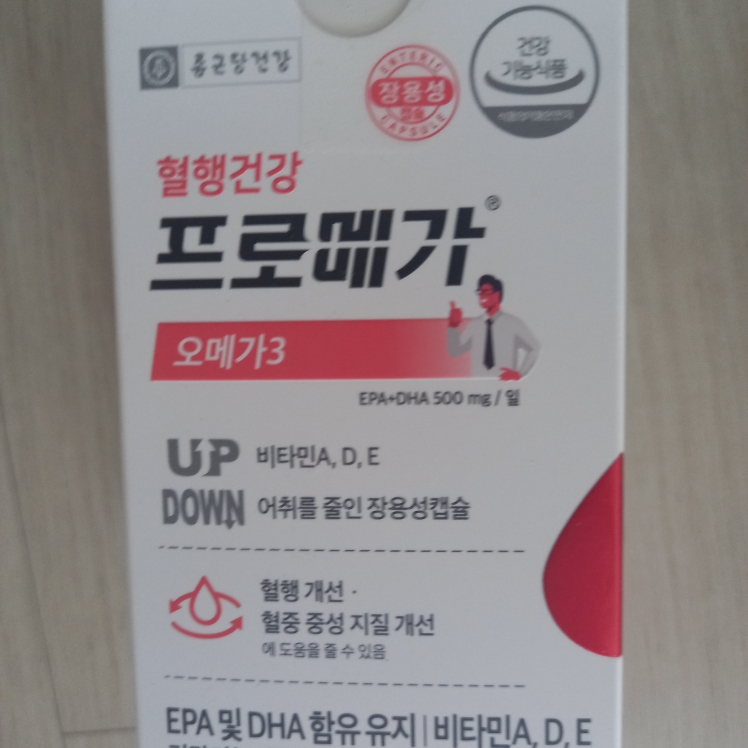 종근당건강
ENTERIC
장용성
캡슐
CAPSULE
건강
기능식품
혈행건강
프로메가®
오메가3
EPA+DHA 500 mg / 일
UP 비타민A, D, E
DOWN 어취를 줄인 장용성캡슐
혈행 개선 ·
혈중 중성 지질 개선
에 도움을 줄 수 있음
EPA 및 DHA 함유 유지 | 비타민A, D, E